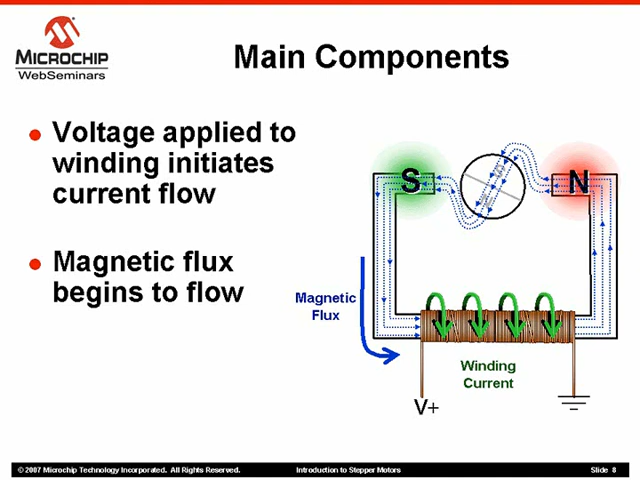 MICROCHIP
WebSeminars
Main Components
Voltage applied to
winding initiates
current flow
Magnetic flux
begins to flow
S
N
S
N
Magnetic
Flux
Winding
Current
V+
-
© 2007 Microchip Technology Incorporated. All Rights Reserved.
Introduction to Stepper Motors
Slide 8